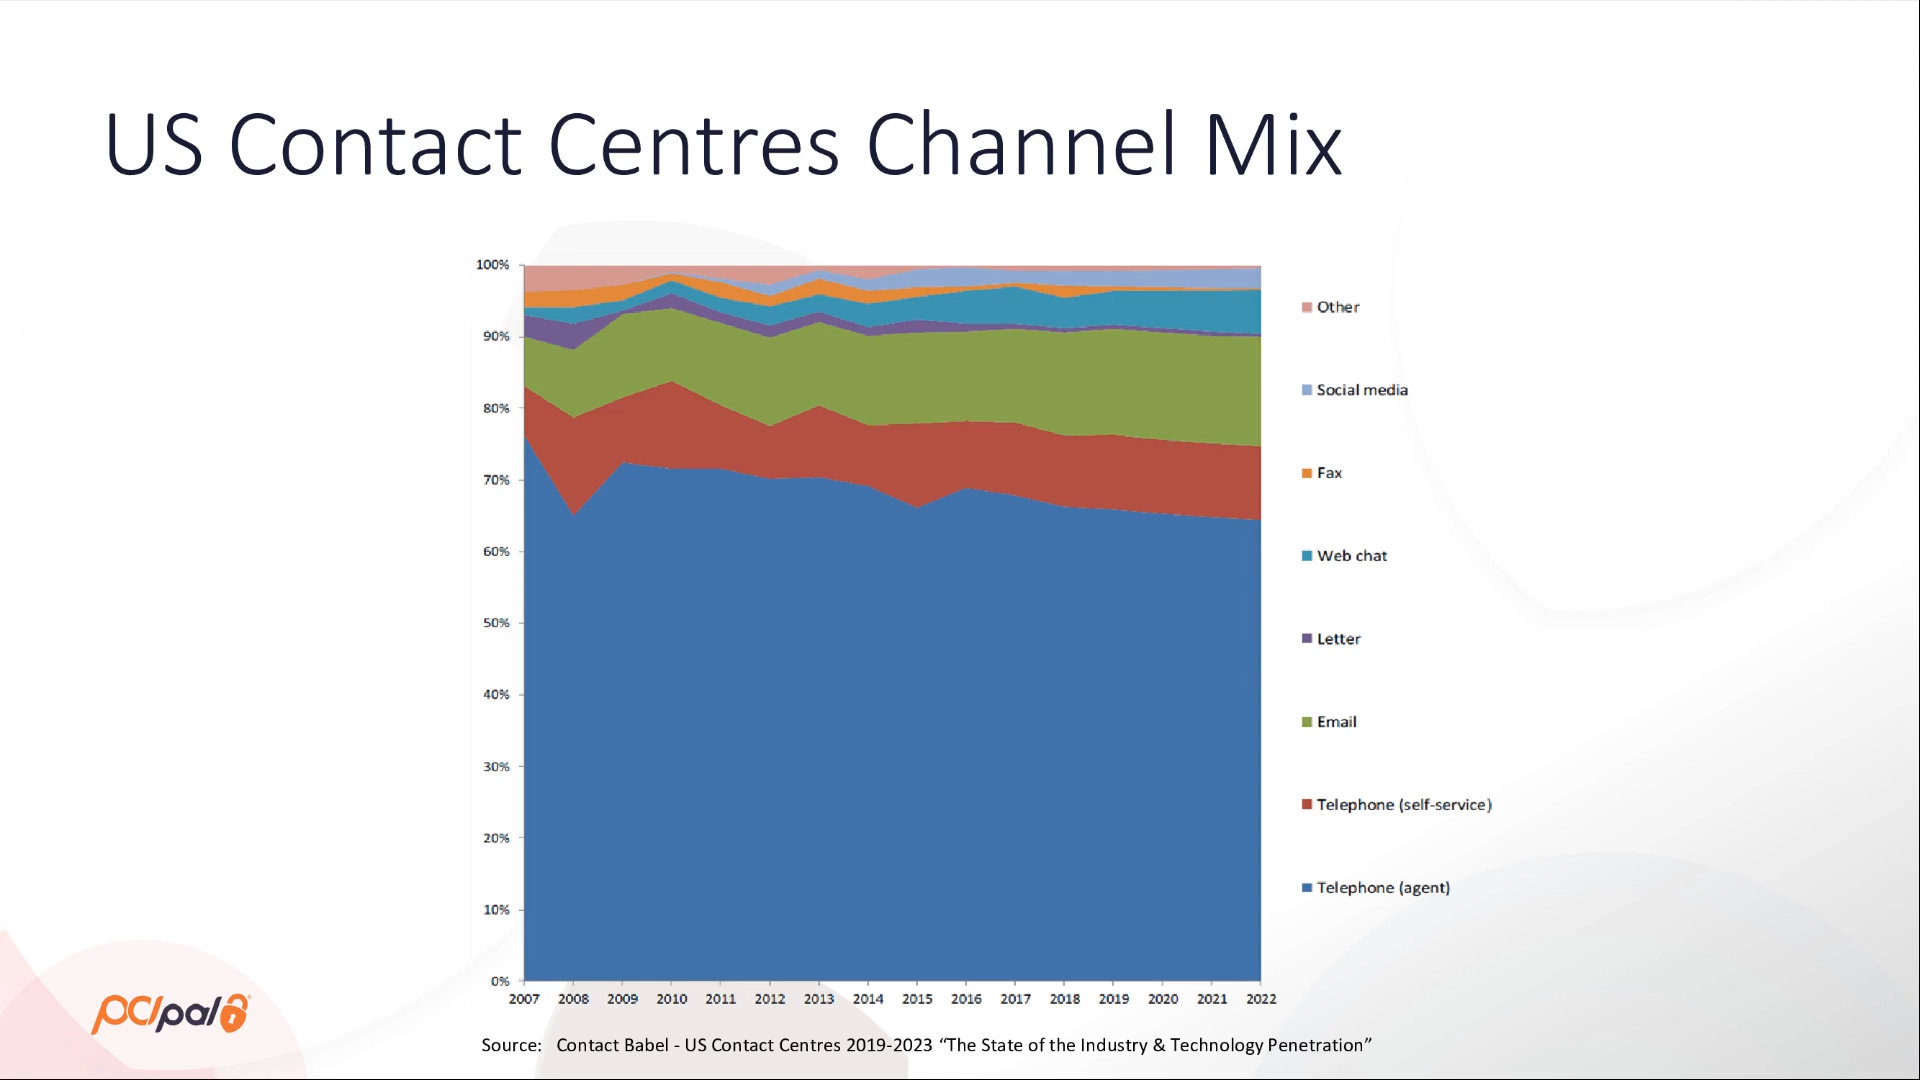 US Contact Centres Channel Mix
100%
90%
80%
70%
60%
50%
40%
30%
20%
10%
0%
2007 2008 2009 2010 2011 2012 2013 2014 2015 2016 2017 2018 2019 2020 2021 2022
Other
Social media
Fax
Web chat
Letter
Email
Telephone (self-service)
Telephone (agent)
pci/pal
Source: Contact Babel - US Contact Centres 2019-2023 “The State of the Industry & Technology Penetration”